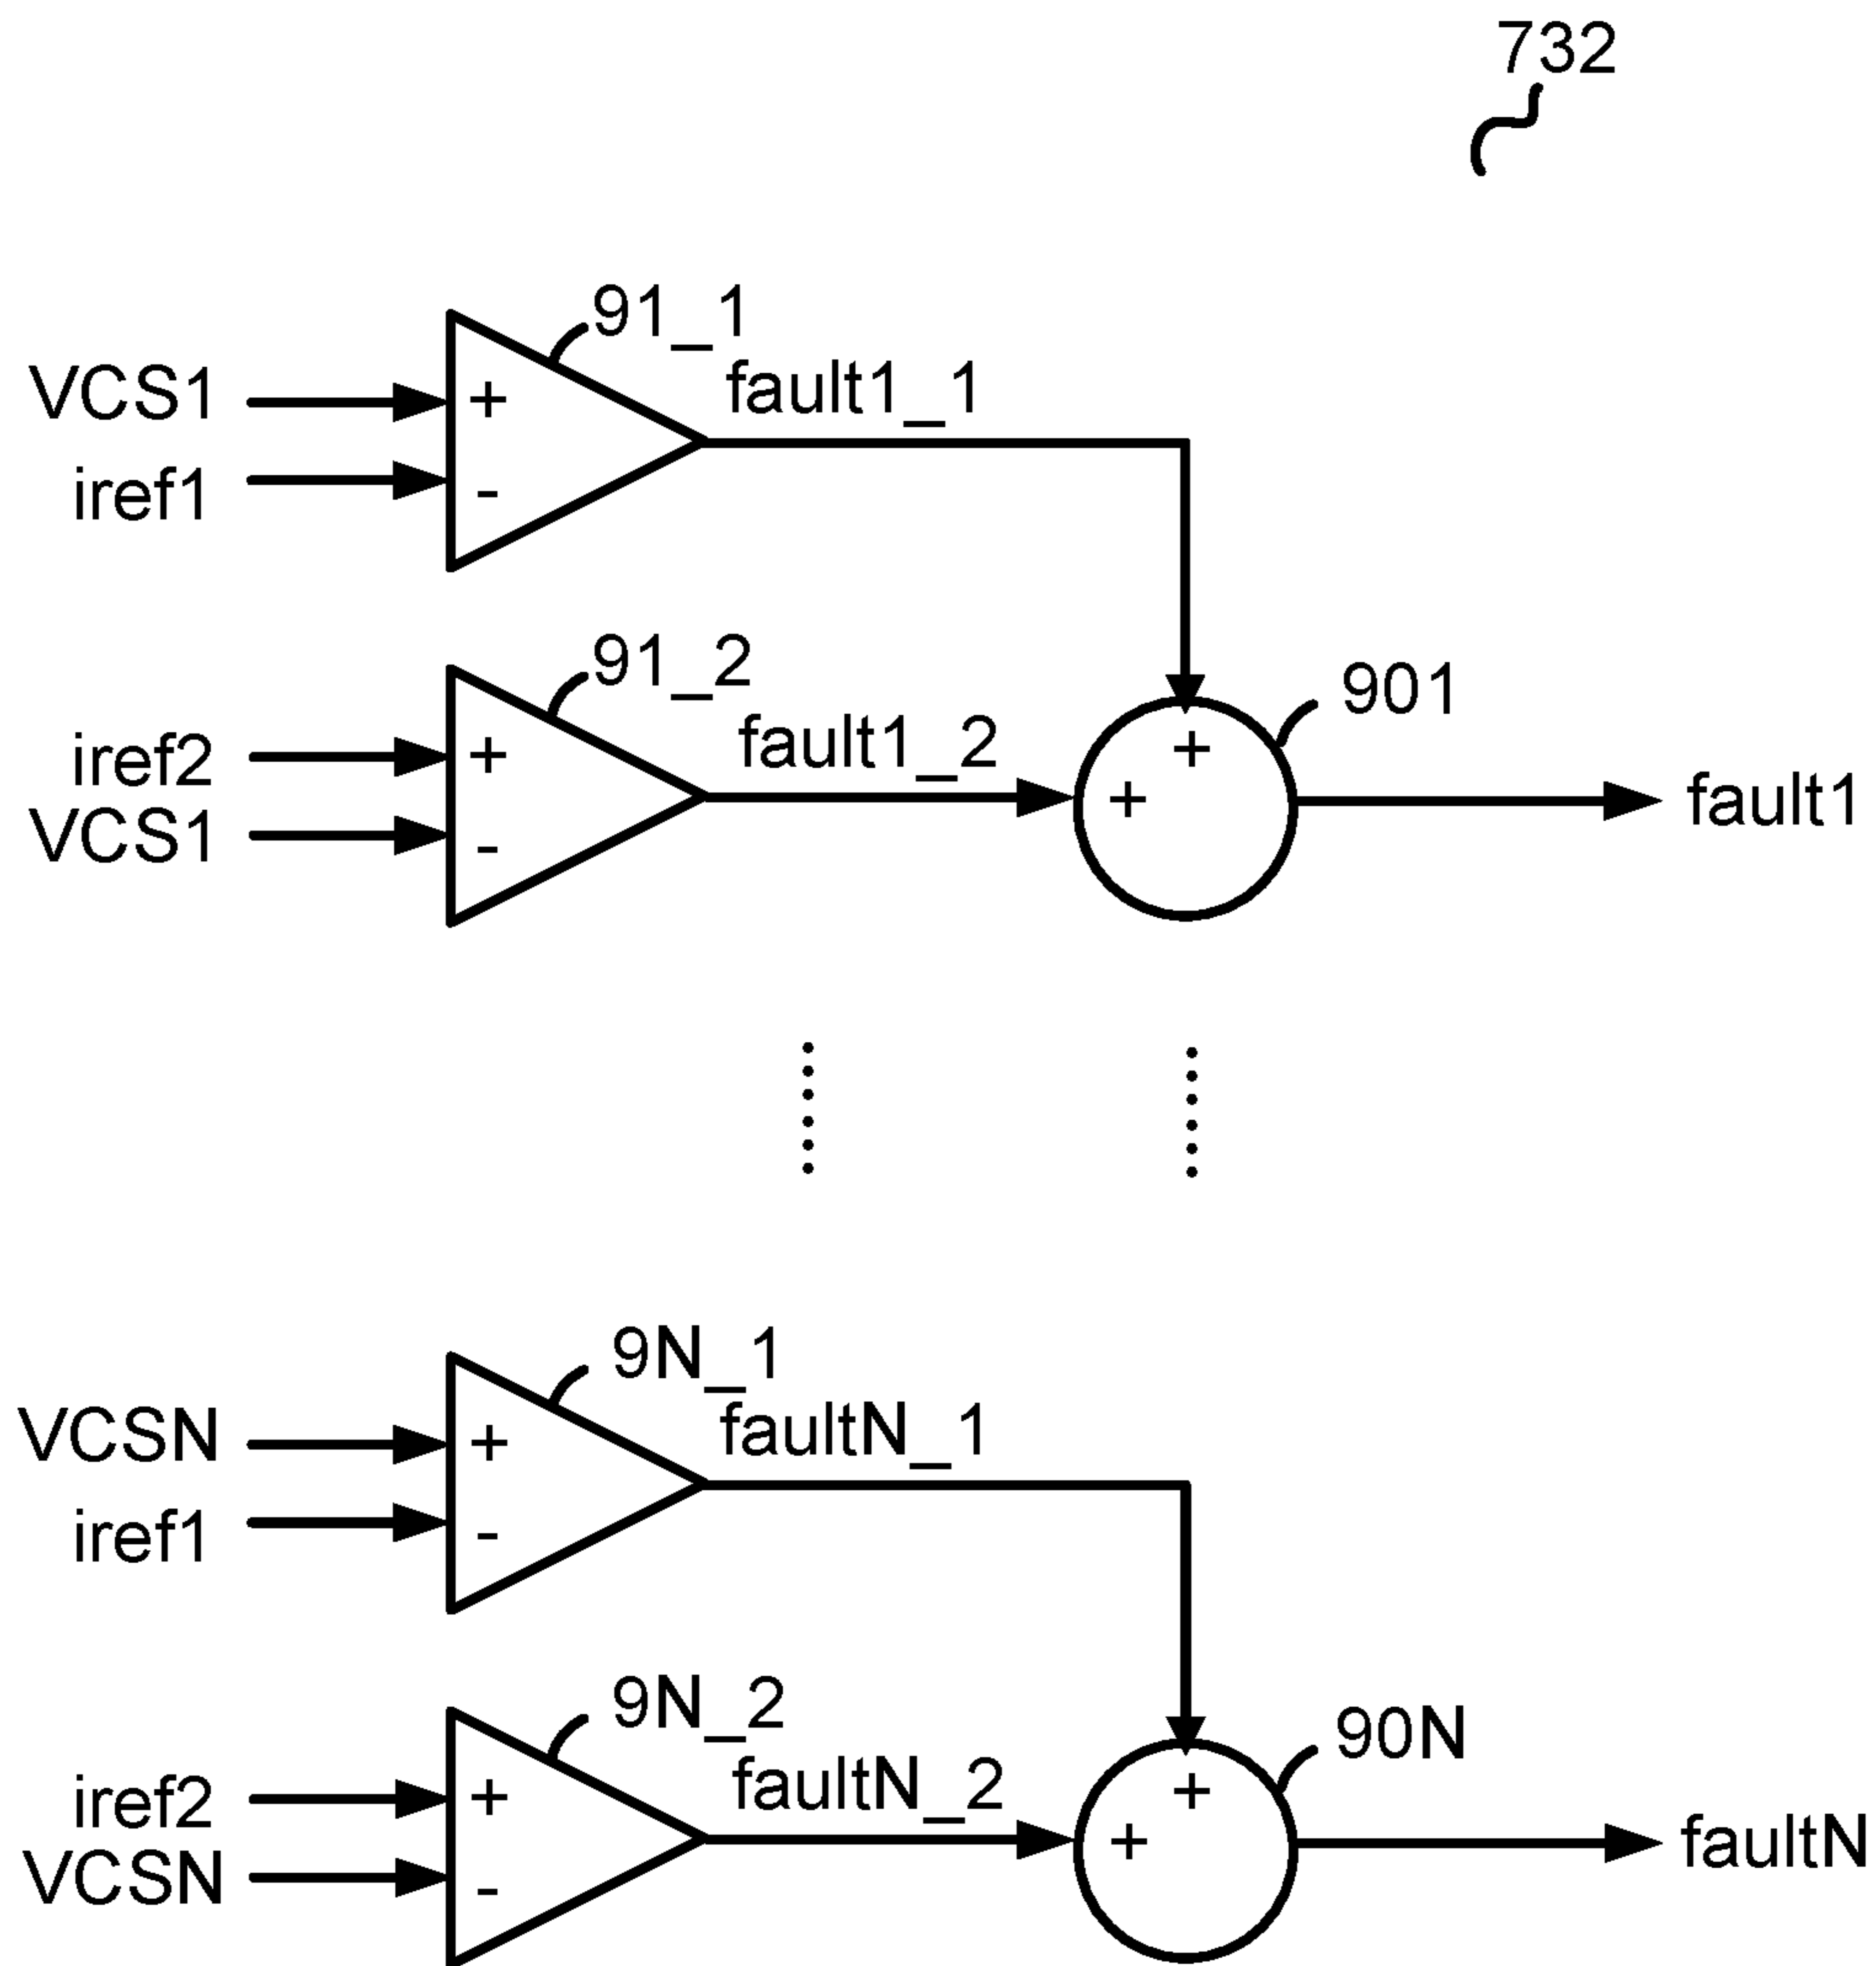 732
91_1
VCS1
+
fault1_1
iref1
-
91_2
901
iref2
+
fault1_2
+
+
fault1
VCS1
-
9N_1
VCSN
+
faultN_1
iref1
-
9N_2
90N
iref2
+
faultN_2
+
+
faultN
VCSN
-